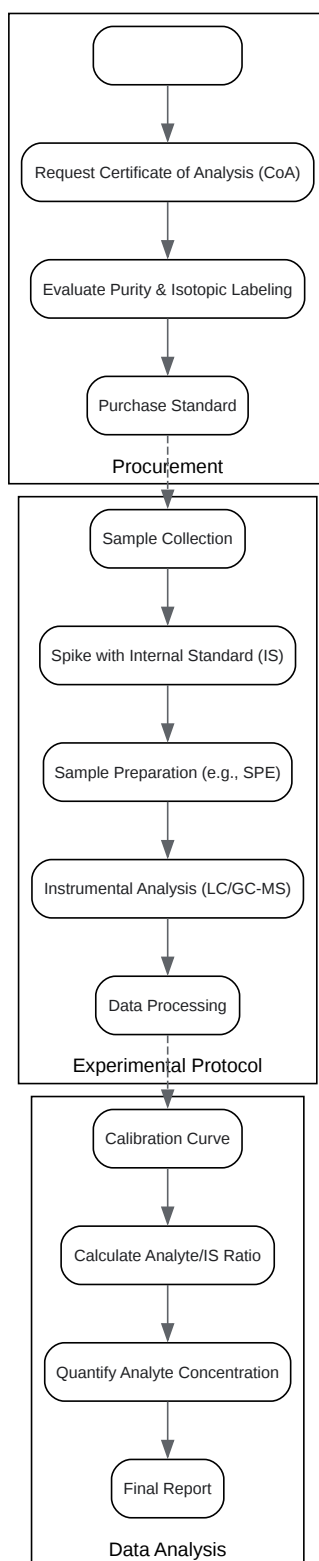 Request Certificate of Analysis (CoA)
Evaluate Purity & Isotopic Labeling
Purchase Standard
Procurement
Sample Collection
Spike with Internal Standard (IS)
Sample Preparation (e.g., SPE)
Instrumental Analysis (LC/GC-MS)
Data Processing
Experimental Protocol
Calibration Curve
Calculate Analyte/IS Ratio
Quantify Analyte Concentration
Final Report
Data Analysis